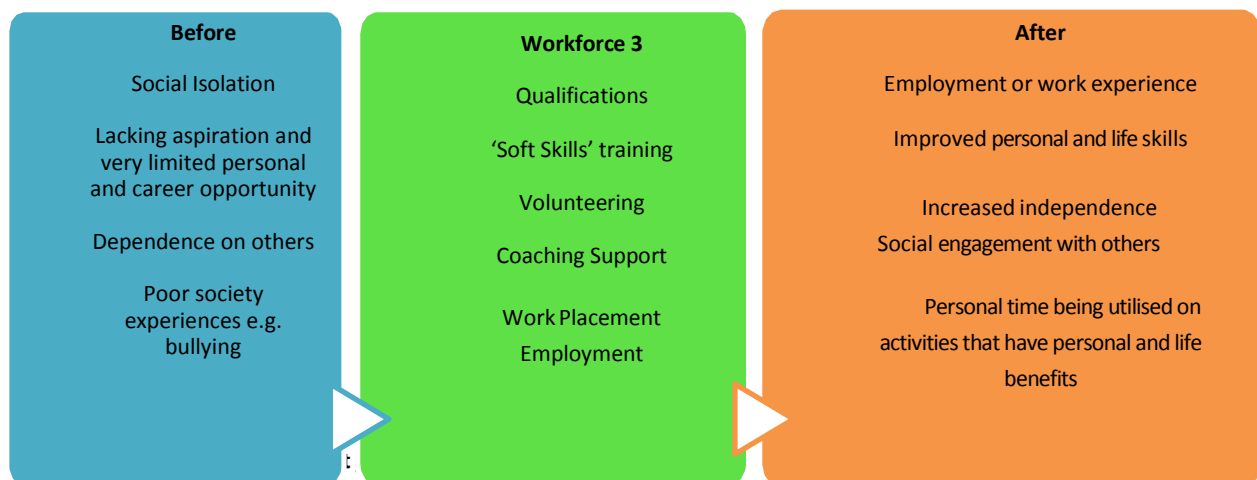 Before
Social Isolation
Lacking aspiration and
very limited personal
and career opportunity
Dependence on others
Poor society
experiences e.g.
bullying
Workforce 3
Qualifications
‘Soft Skills’ training
Volunteering
Coaching Support
Work Placement
Employment
After
Employment or work experience
Improved personal and life skills
Increased independence
Social engagement with others
Personal time being utilised on
activities that have personal and life
benefits